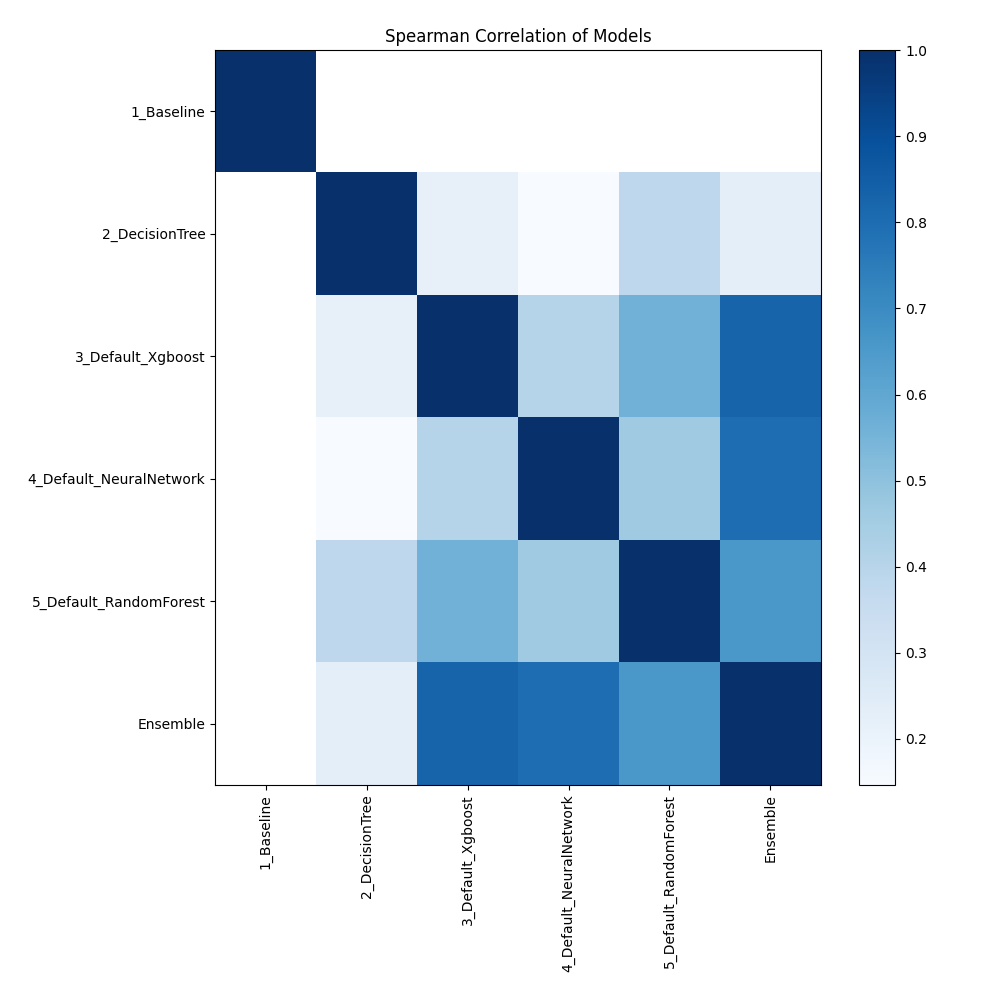 Spearman Correlation of Models
1_Baseline
2_DecisionTree
3_Default_Xgboost
4_Default_NeuralNetwork
5_Default_RandomForest
Ensemble
1_Baseline
2_DecisionTree
3_Default_Xgboost
4_Default_NeuralNetwork
5_Default_RandomForest
Ensemble
1.0
0.9
0.8
0.7
0.6
0.5
0.4
0.3
0.2